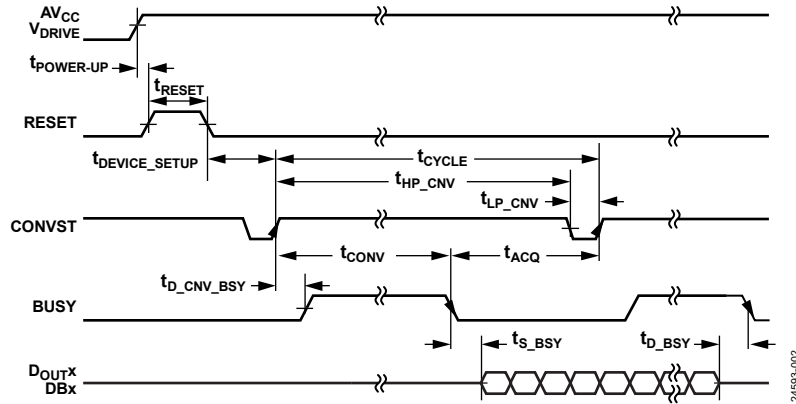 AVCC
VDRIVE
tPOWER-UP
tRESET
RESET
tDEVICE_SETUP
tCYCLE
tHP_CNV
tLP_CNV
CONVST
tCONV
tACQ
tD_CNV_BSY
BUSY
tS_BSY
tD_BSY
DOUTx
DBx
24593-002